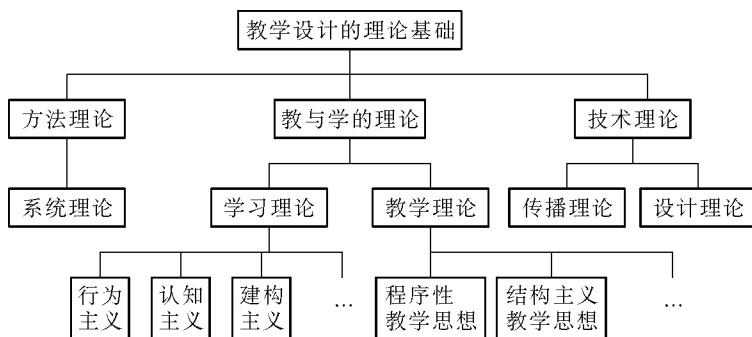 教学设计的理论基础
方法理论
教与学的理论
技术理论
系统理论
学习理论
教学理论
传播理论
设计理论
行为
主义
认知
主义
建构
主义
…
程序性
教学思想
结构主义
教学思想
…